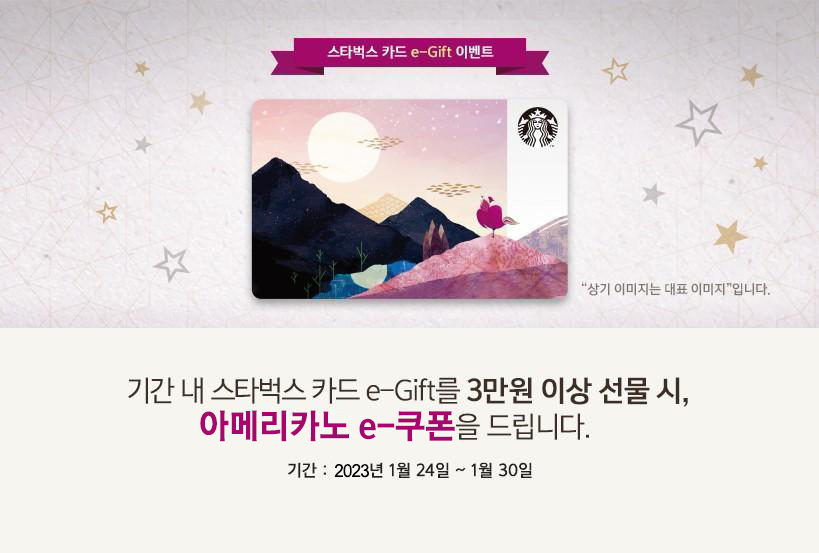 스타벅스 카드 e-Gift 이벤트
“상기 이미지는 대표 이미지”입니다.
기간 내 스타벅스 카드 e-Gift를 3만원 이상 선물 시,
아메리카노 e-쿠폰을 드립니다.
기간 : 2023년 1월 24일 ~ 1월 30일